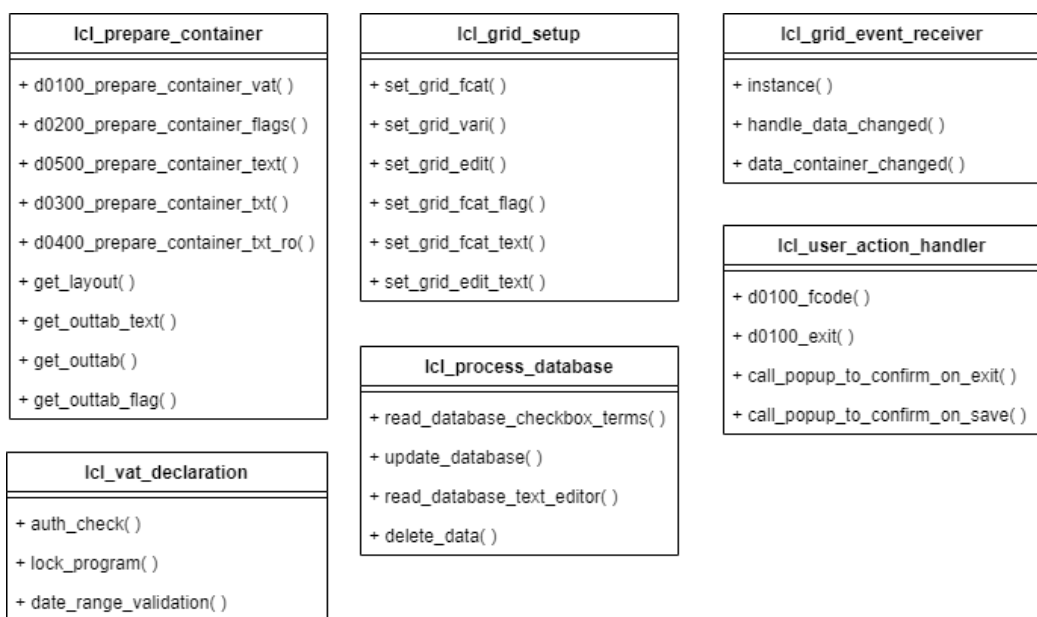 lcl_prepare_container
+ d0100_prepare_container_vat( )
+ d0200_prepare_container_flags( )
+ d0500_prepare_container_text( )
+ d0300_prepare_container_txt( )
+ d0400_prepare_container_txt_ro( )
+ get_layout( )
+ get_outtab_text( )
+ get_outtab( )
+ get_outtab_flag( )
lcl_vat_declaration
+ auth_check( )
+ lock_program( )
+ date_range_validation( )
lcl_grid_setup
+ set_grid_fcat( )
+ set_grid_vari( )
+ set_grid_edit( )
+ set_grid_fcat_flag( )
+ set_grid_fcat_text( )
+ set_grid_edit_text( )
lcl_process_database
+ read_database_checkbox_terms( )
+ update_database( )
+ read_database_text_editor( )
+ delete_data( )
lcl_grid_event_receiver
+ instance( )
+ handle_data_changed( )
+ data_container_changed( )
lcl_user_action_handler
+ d0100_fcode( )
+ d0100_exit( )
+ call_popup_to_confirm_on_exit( )
+ call_popup_to_confirm_on_save( )